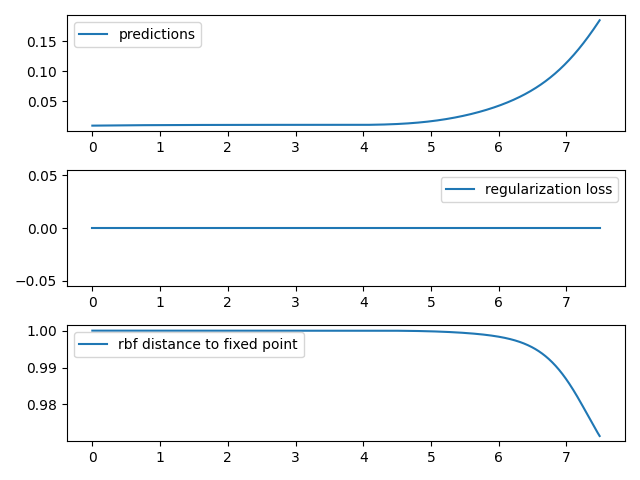 predictions
0.15
0.10
0.05
0 1 2 3 4 5 6 7
regularization loss
0.05
0.00
−0.05
0 1 2 3 4 5 6 7
1.00
rbf distance to fixed point
0.99
0.98
0 1 2 3 4 5 6 7